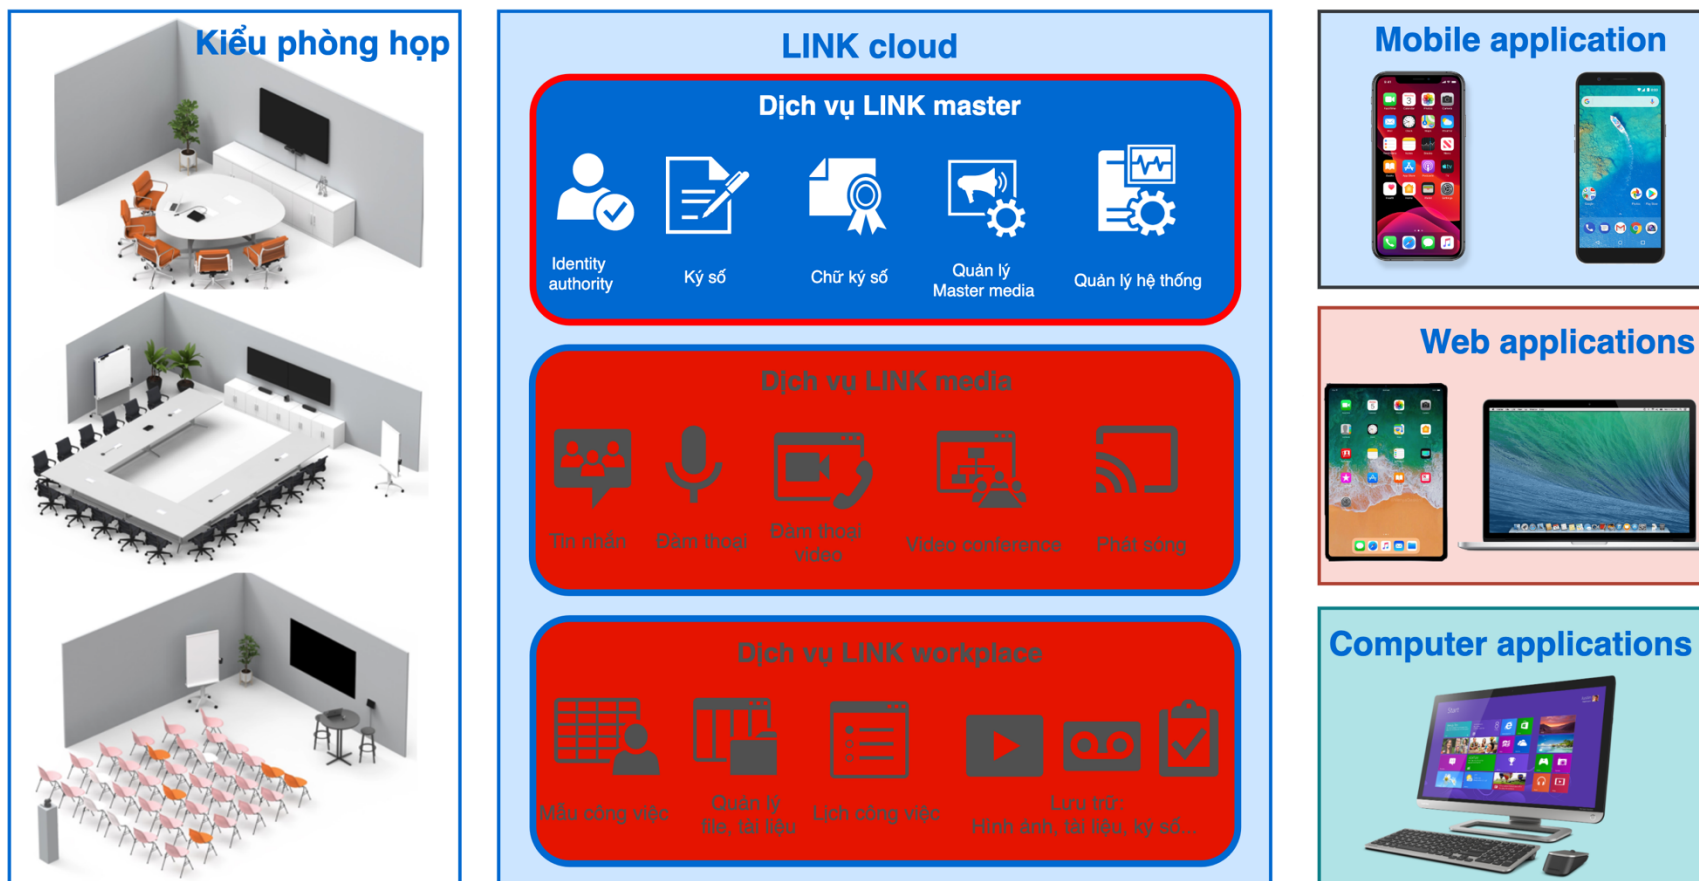 Kiểu phòng họp
LINK cloud
Dịch vụ LINK master
Identity
authority
Ký số
Chữ ký số
Quản lý
Master media
Quản lý hệ thống
Dịch vụ LINK media
Tin nhắn
Đàm thoại
Đàm thoại
video
Video conference
Phát sóng
Dịch vụ LINK workplace
Mẫu công việc
Quản lý
file, tài liệu
Lịch công việc
Lưu trữ:
Hình ảnh, tài liệu, ký số...
Mobile application
Web applications
Computer applications
Start